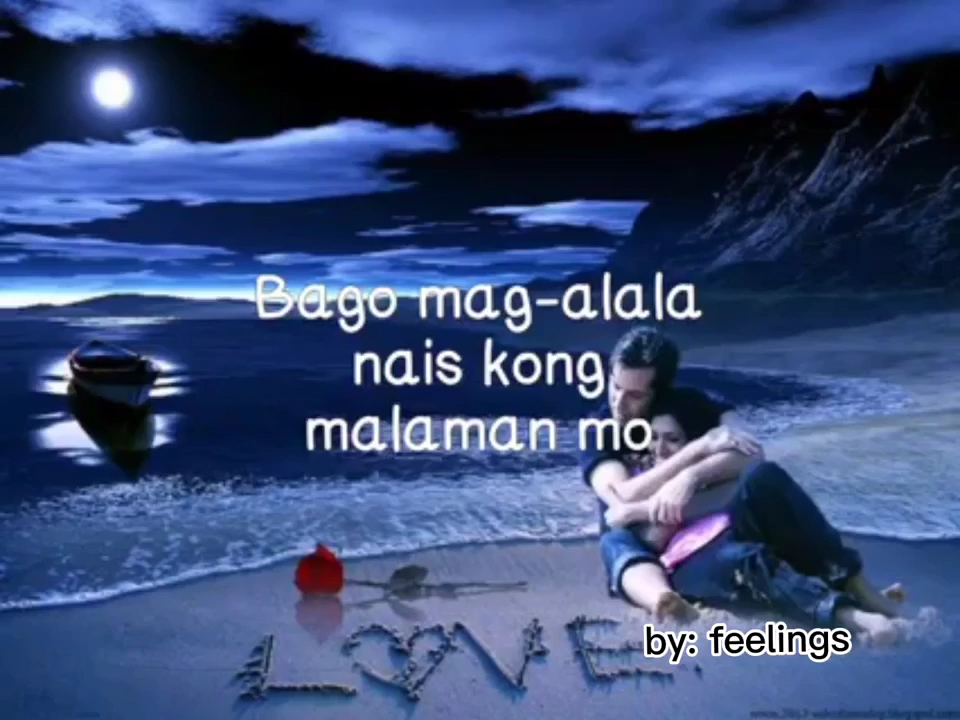 Bago mag-alala
nais kong
malaman mo
LOVE
by: feelings